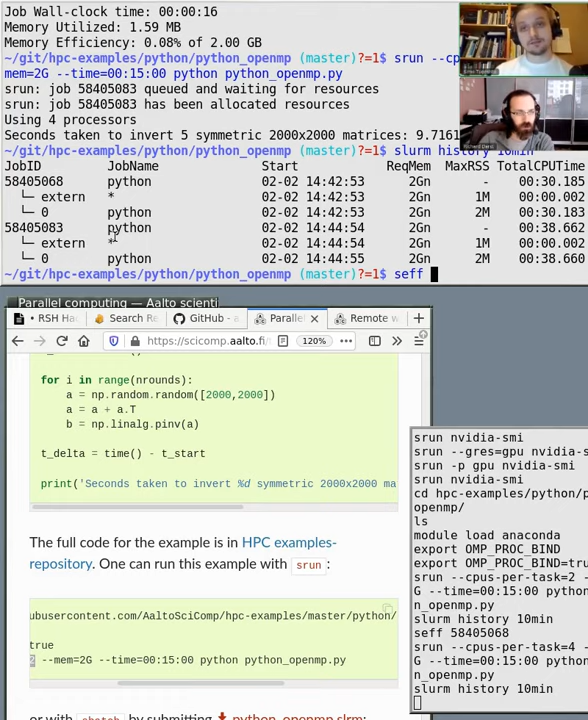 Job Wall-clock time: 00:00:16
Memory Utilized: 1.59 MB
Memory Efficiency: 0.08% of 2.00 GB
~/git/hpc-examples/python/python_openmp (master)?=1$ srun --cp
mem=2G --time=00:15:00 python python_openmp.py
srun: job 58405083 queued and waiting for resources
srun: job 58405083 has been allocated resources
Using 4 processors
Seconds taken to invert 5 symmetric 2000x2000 matrices: 9.7161
~/git/hpc-examples/python/python_openmp (master)?=1$ slurm history 10min
JobID JobName Start ReqMem MaxRSS TotalCPUTime
58405068 python 02-02 14:42:53 2Gn - 00:30.185
└─ extern * 02-02 14:42:53 2Gn 1M 00:00.002
└─ 0 python 02-02 14:42:53 2Gn 2M 00:30.183
58405083 python 02-02 14:44:55 2Gn - 00:38.662
└─ extern * 02-02 14:44:54 2Gn 1M 00:00.002
└─ 0 python 02-02 14:44:55 2Gn 2M 00:38.660
~/git/hpc-examples/python/python_openmp (master)?=1$ seff
Parallel computing — Aalto scienti
• RSH Ha
Search Re
GitHub - a
Parallel
Remote w
https://scicomp.aalto.fi/
120%
for i in range(nrounds):
a = np.random.random([2000,2000])
a = a + a.T
b = np.linalg.pinv(a)
t_delta = time() - t_start
print('Seconds taken to invert %d symmetric 2000x2000 ma
The full code for the example is in HPC examples-
repository. One can run this example with srun:
ubusercontent.com/AaltoSciComp/hpc-examples/master/python/
true
2 --mem=2G --time=00:15:00 python python_openmp.py
or with sbatch by submitting python_openmp.slrm:
srun nvidia-smi
srun --gres=gpu nvidia-s
srun -p gpu nvidia-smi
srun nvidia-smi
cd hpc-examples/python/p
openmp/
ls
module load anaconda
export OMP_PROC_BIND
export OMP_PROC_BIND=tru
srun --cpus-per-task=2 -
G --time=00:15:00 python
n_openmp.py
slurm history 10min
seff 58405068
srun --cpus-per-task=4 -
G --time=00:15:00 python
n_openmp.py
slurm history 10min